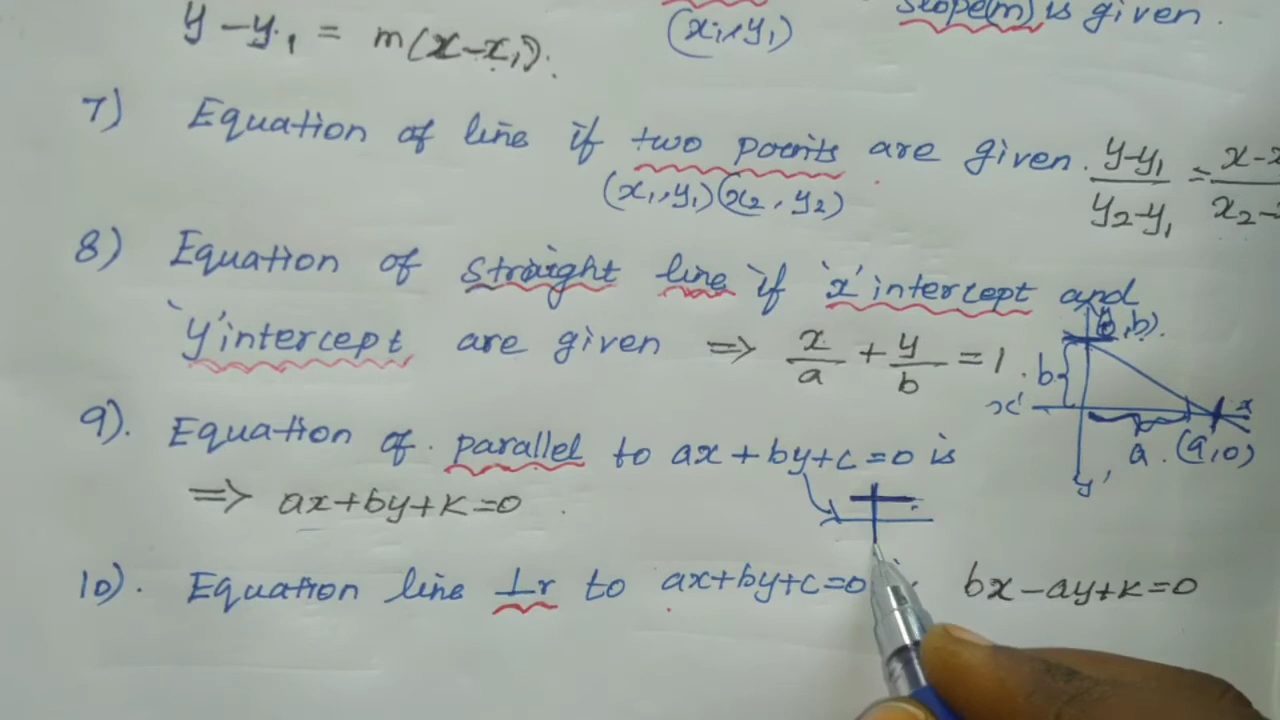 slope(m) is given.
y-y₁ = m(x-x₁).
(x₁,y₁)
7) Equation of line if two points are given. y-y₁/y₂-y₁ = x-x/x₂-
(x₁,y₁)(x₂,y₂)
8) Equation of straight line if 'x' intercept and
'y' intercept are given ⇒ x/a + y/b = 1.
,b).
b
x' x
a (a,0)
y'
9). Equation of parallel to ax+by+c=0 is
⇒ ax+by+k=0.
10). Equation line ⊥r to ax+by+c=0 bx-ay+k=0